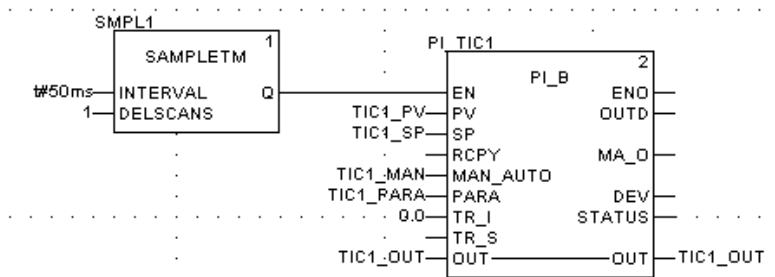 SMPL1
1
SAMPLETM
t#50ms INTERVAL Q
1 DELSCANS
PI_TIC1
2
PI_B
EN ENO
TIC1_PV PV OUTD
TIC1_SP SP
RCPY MA_O
TIC1_MAN MAN_AUTO
TIC1_PARA PARA DEV
0.0 TR_I STATUS
TR_S
TIC1_OUT OUT OUT TIC1_OUT